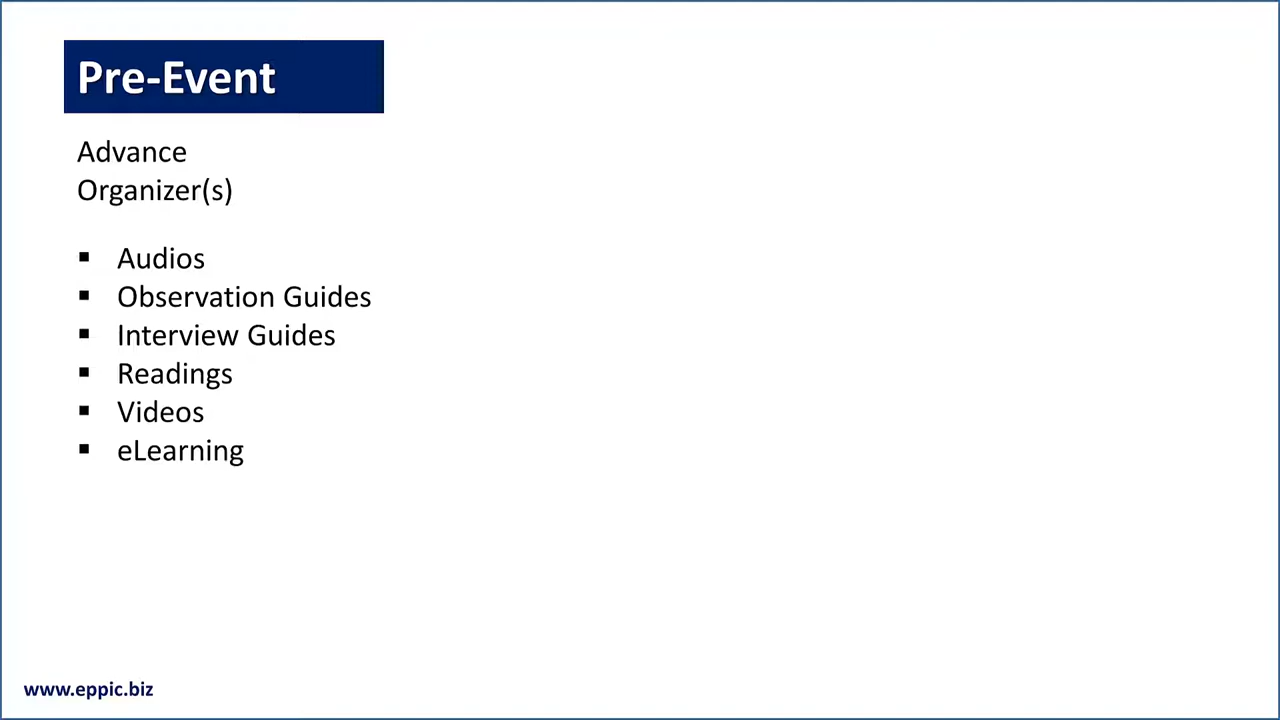 Pre-Event
Advance
Organizer(s)
▪ Audios
▪ Observation Guides
▪ Interview Guides
▪ Readings
▪ Videos
▪ eLearning
www.eppic.biz